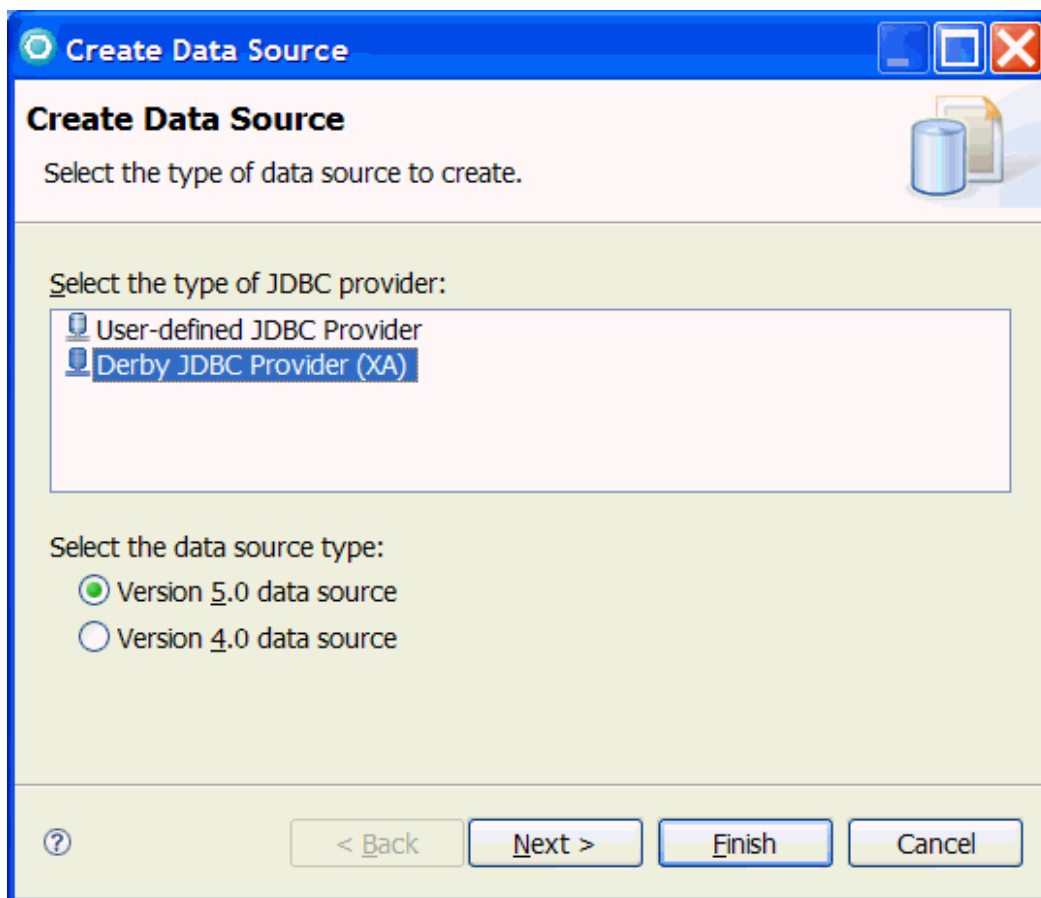 Create Data Source
Create Data Source
Select the type of data source to create.
Select the type of JDBC provider:
User-defined JDBC Provider
Derby JDBC Provider (XA)
Select the data source type:
Version 5.0 data source
Version 4.0 data source
?
< Back
Next >
Finish
Cancel